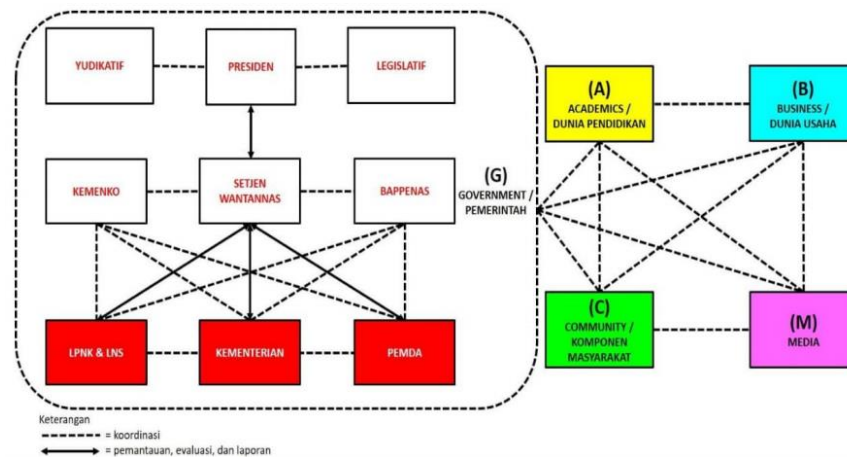 YUDIKATIF
PRESIDEN
LEGISLATIF
KEMENKO
SETJEN
WANTANNAS
BAPPENAS
LPNK & LNS
KEMENTERIAN
PEMDA
(G)
GOVERNMENT /
PEMERINTAH
(A)
ACADEMICS /
DUNIA PENDIDIKAN
(B)
BUSINESS /
DUNIA USAHA
(C)
COMMUNITY /
KOMPONEN
MASYARAKAT
(M)
MEDIA
Keterangan
= koordinasi
= pemantauan, evaluasi, dan laporan